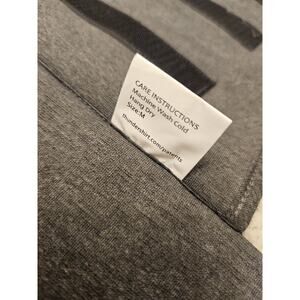 CARE INSTRUCTIONS
Machine Wash Cold
Hang Dry
Size:M
thundershirt.com/patents